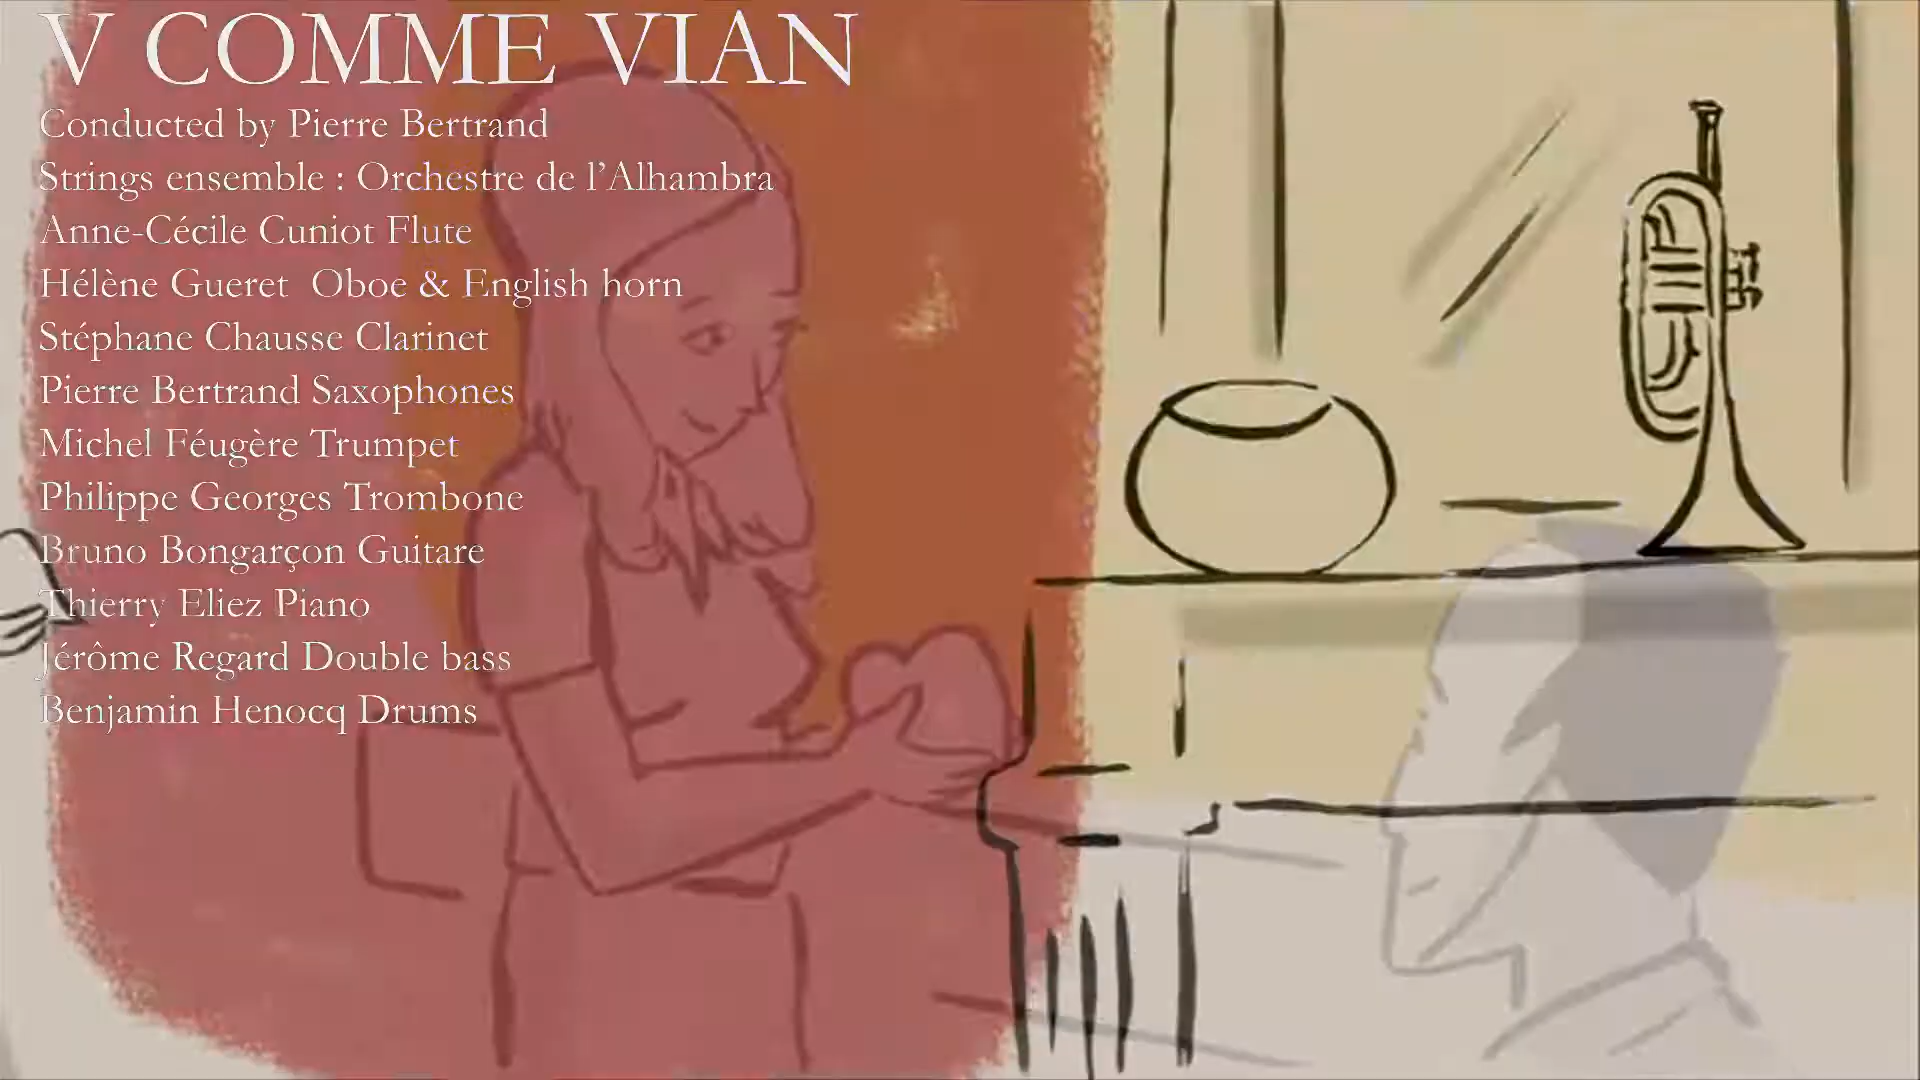 V COMME VIAN
Conducted by Pierre Bertrand
Strings ensemble : Orchestre de l’Alhambra
Anne-Cécile Cuniot Flute
Hélène Gueret  Oboe & English horn
Stéphane Chausse Clarinet
Pierre Bertrand Saxophones
Michel Féugère Trumpet
Philippe Georges Trombone
Bruno Bongarçon Guitare
Thierry Eliez Piano
Jérôme Regard Double bass
Benjamin Henocq Drums